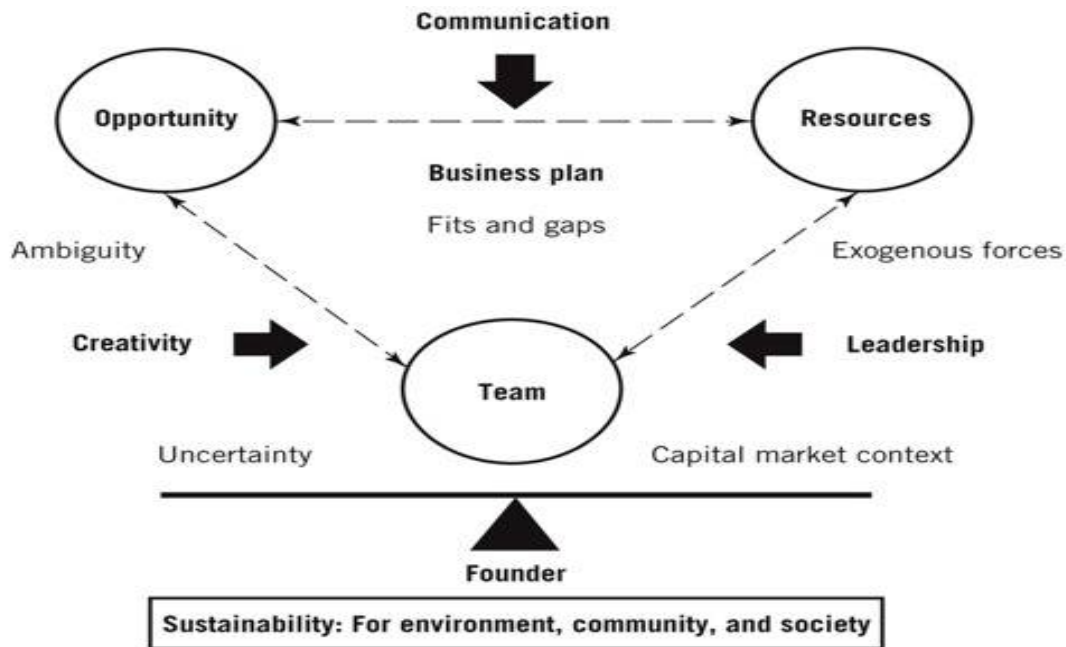 Communication
Opportunity
Resources
Business plan
Fits and gaps
Ambiguity
Exogenous forces
Creativity
Leadership
Team
Uncertainty
Capital market context
Founder
Sustainability: For environment, community, and society